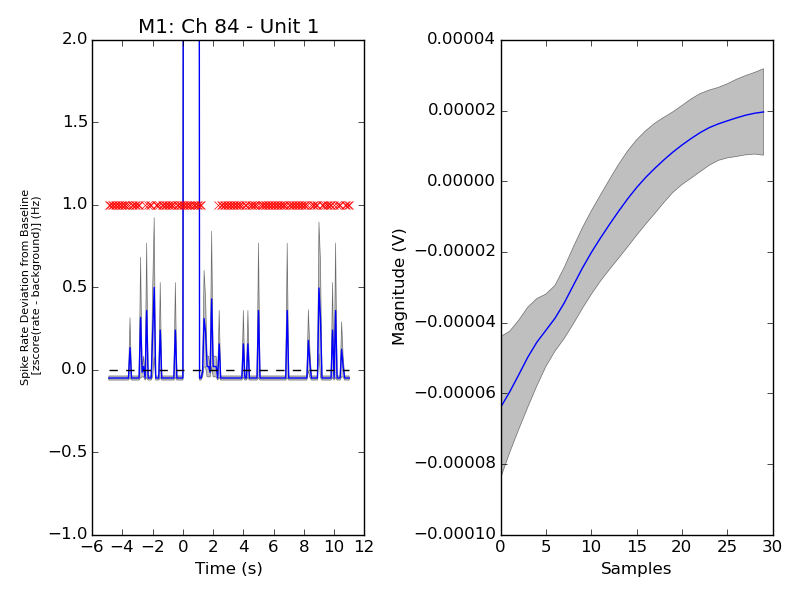 M1: Ch 84 - Unit 1
2.0
1.5
1.0
0.5
0.0
−0.5
−1.0
−6 −4 −2 0 2 4 6 8 10 12
Time (s)
Spike Rate Deviation from Baseline
[zscore(rate - background)] (Hz)
0.00004
0.00002
0.00000
−0.00002
−0.00004
−0.00006
−0.00008
−0.00010
0 5 10 15 20 25 30
Samples
Magnitude (V)